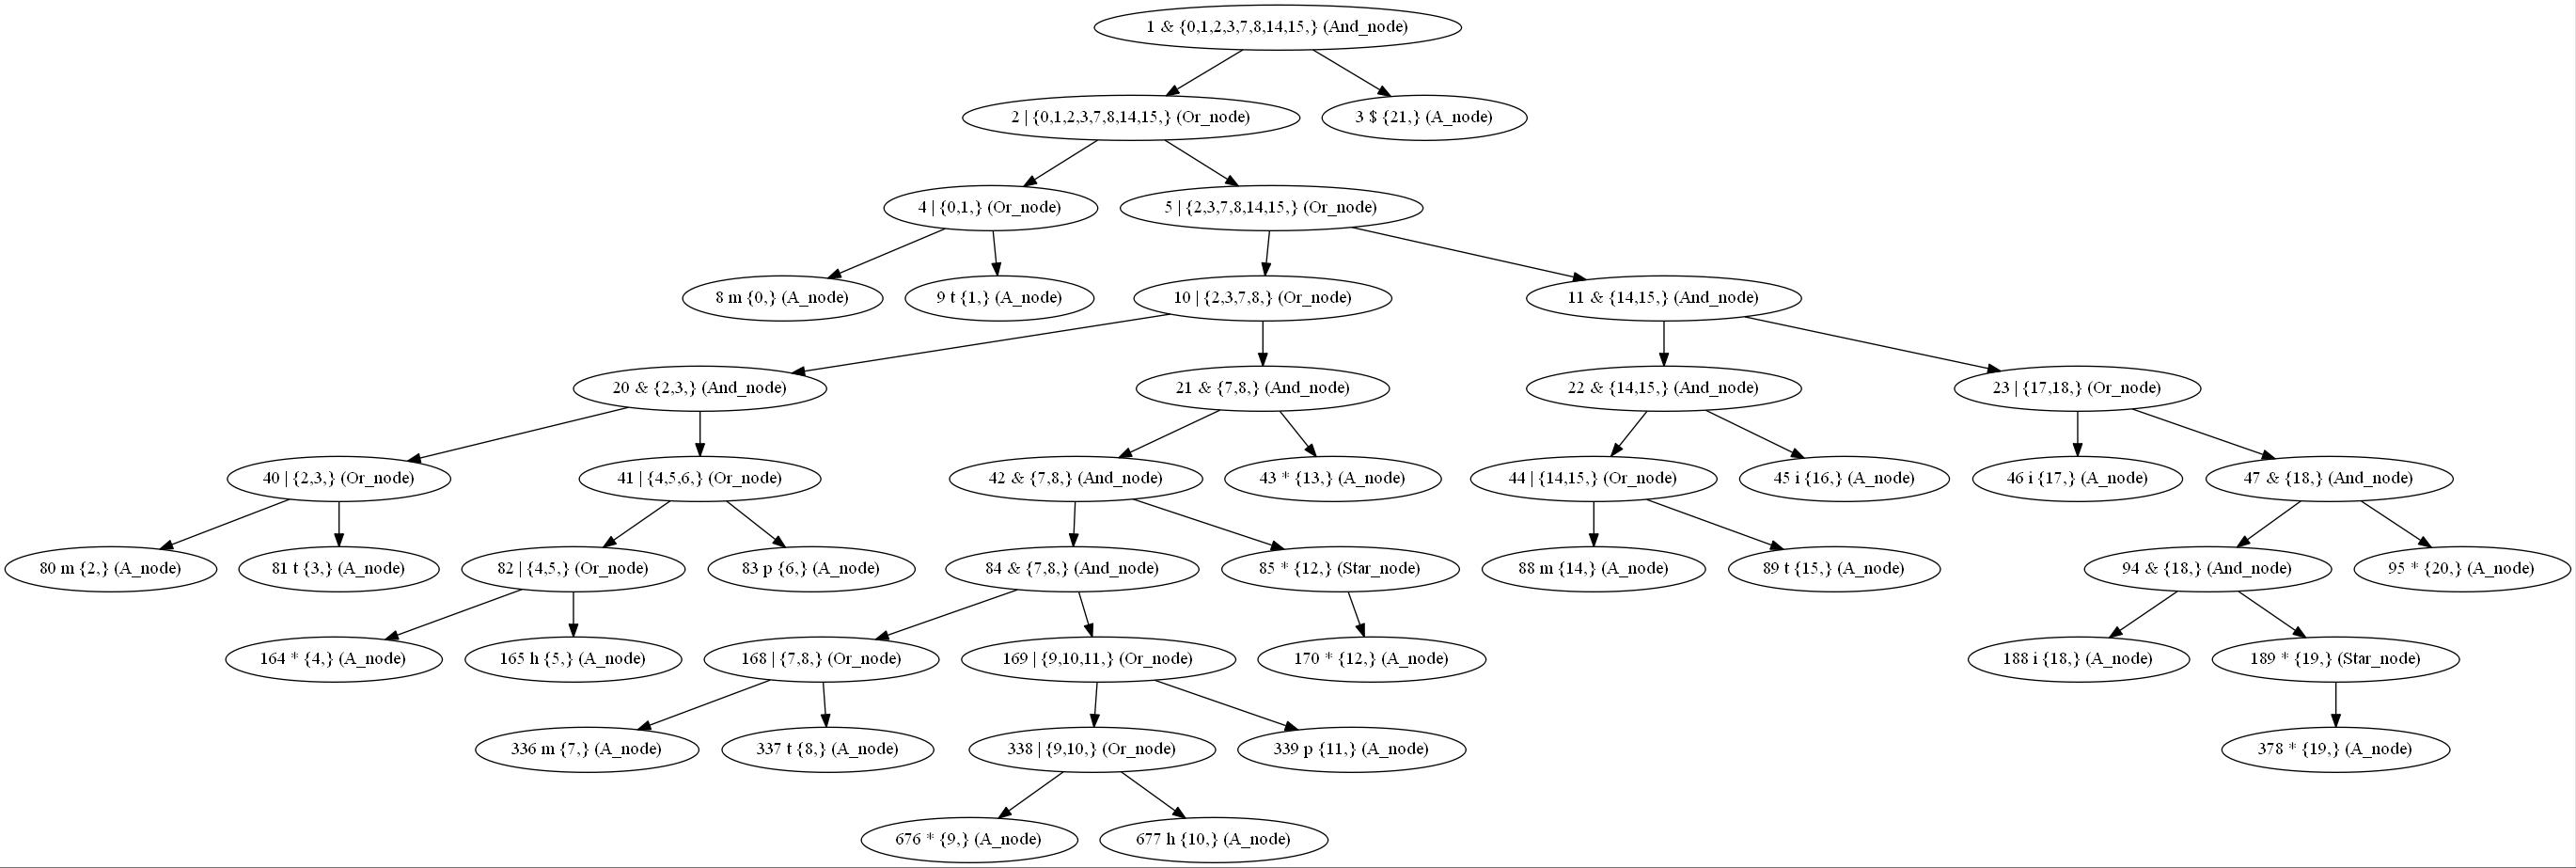 1 & {0,1,2,3,7,8,14,15,} (And_node)
2 | {0,1,2,3,7,8,14,15,} (Or_node)
3 $ {21,} (A_node)
4 | {0,1,} (Or_node)
5 | {2,3,7,8,14,15,} (Or_node)
8 m {0,} (A_node)
9 t {1,} (A_node)
10 | {2,3,7,8,} (Or_node)
11 & {14,15,} (And_node)
20 & {2,3,} (And_node)
21 & {7,8,} (And_node)
22 & {14,15,} (And_node)
23 | {17,18,} (Or_node)
40 | {2,3,} (Or_node)
41 | {4,5,6,} (Or_node)
42 & {7,8,} (And_node)
43 * {13,} (A_node)
44 | {14,15,} (Or_node)
45 i {16,} (A_node)
46 i {17,} (A_node)
47 & {18,} (And_node)
80 m {2,} (A_node)
81 t {3,} (A_node)
82 | {4,5,} (Or_node)
83 p {6,} (A_node)
84 & {7,8,} (And_node)
85 * {12,} (Star_node)
88 m {14,} (A_node)
89 t {15,} (A_node)
94 & {18,} (And_node)
95 * {20,} (A_node)
164 * {4,} (A_node)
165 h {5,} (A_node)
168 | {7,8,} (Or_node)
169 | {9,10,11,} (Or_node)
170 * {12,} (A_node)
188 i {18,} (A_node)
189 * {19,} (Star_node)
336 m {7,} (A_node)
337 t {8,} (A_node)
338 | {9,10,} (Or_node)
339 p {11,} (A_node)
378 * {19,} (A_node)
676 * {9,} (A_node)
677 h {10,} (A_node)